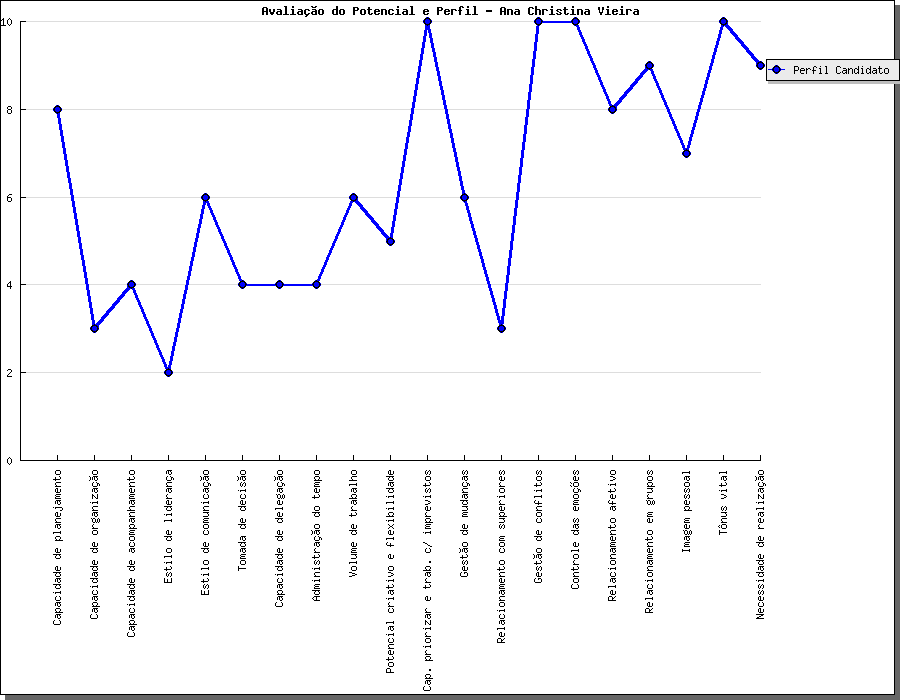 Avaliação do Potencial e Perfil - Ana Christina Vieira
10
8
6
4
2
0
Perfil Candidato
Capacidade de planejamento
Capacidade de organização
Capacidade de acompanhamento
Estilo de liderança
Estilo de comunicação
Tomada de decisão
Capacidade de delegação
Administração do tempo
Volume de trabalho
Potencial criativo e flexibilidade
Cap. priorizar e trab. c/ imprevistos
Gestão de mudanças
Relacionamento com superiores
Gestão de conflitos
Controle das emoções
Relacionamento afetivo
Relacionamento em grupos
Imagem pessoal
Tônus vital
Necessidade de realização